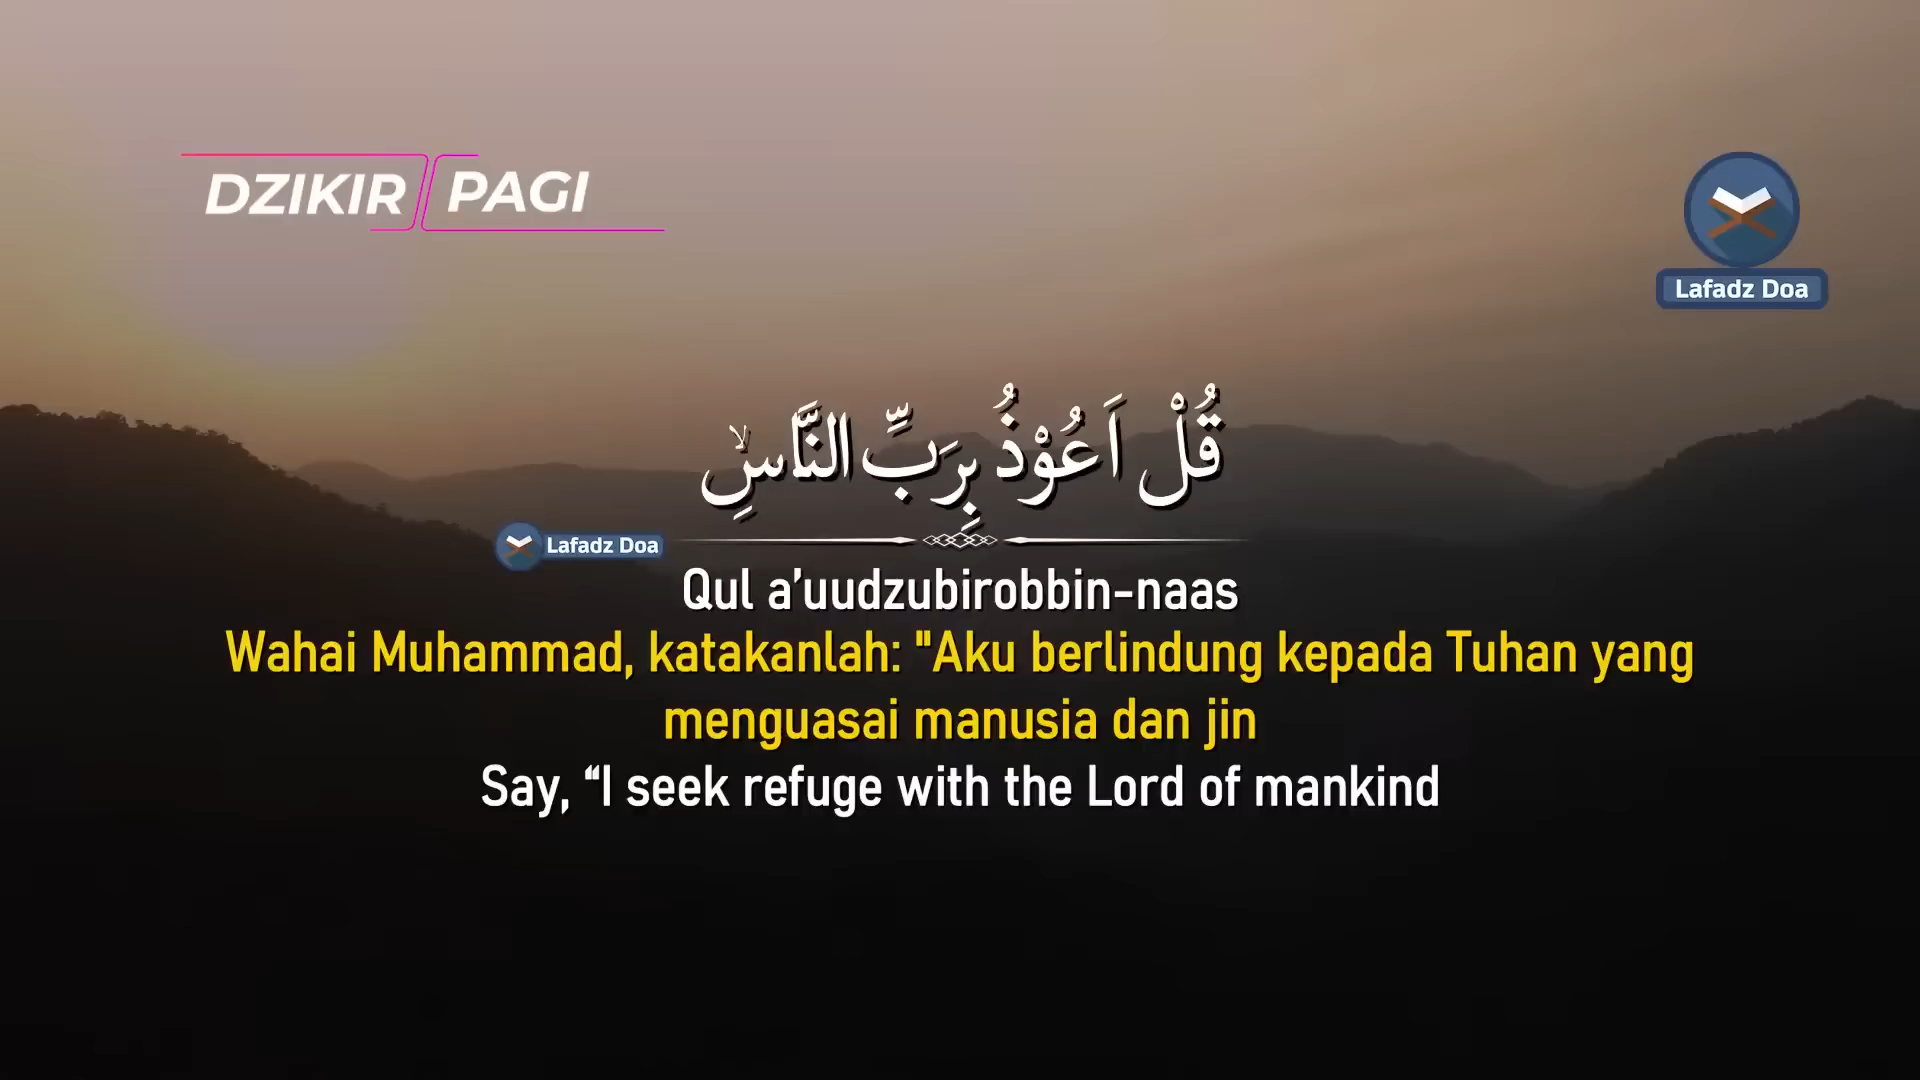 DZIKIR PAGI
Lafadz Doa
قُلْ اَعُوْذُ بِرَبِّ النَّاسِۙ
Lafadz Doa
Qul a’uudzubirobbin-naas
Wahai Muhammad, katakanlah: "Aku berlindung kepada Tuhan yang
menguasai manusia dan jin
Say, “I seek refuge with the Lord of mankind